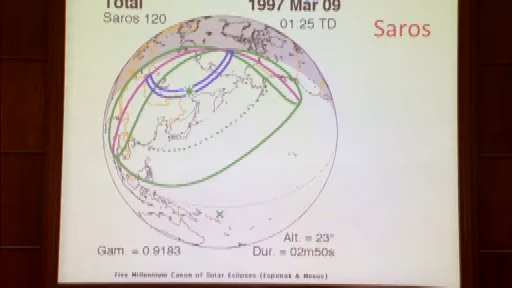 Total
1997 Mar 09
Saros 120
01:25 TD
Saros
Alt. = 23°
Gam. = 0.9183
Dur. = 02m50s
Five Millennium Canon of Solar Eclipses (Espenak & Meeus)